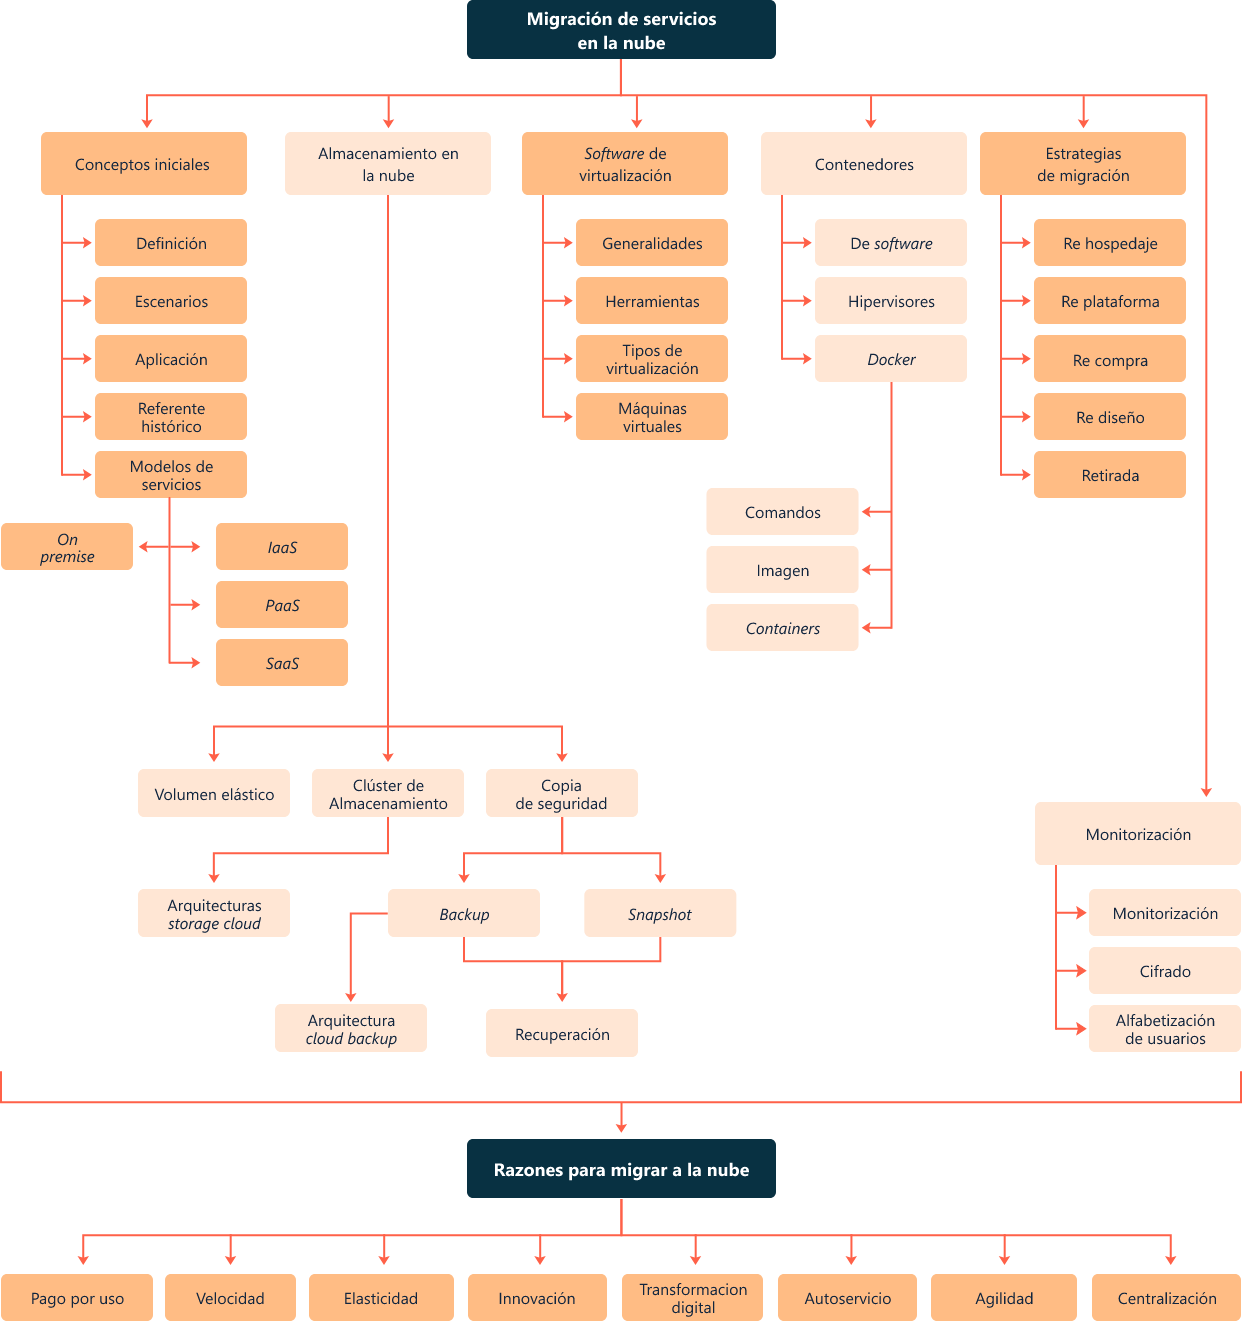 Migración de servicios
en la nube
Conceptos iniciales
Definición
Escenarios
Aplicación
Referente
histórico
Modelos de
servicios
On
premise
IaaS
PaaS
SaaS
Almacenamiento en
la nube
Volumen elástico
Clúster de
Almacenamiento
Copia
de seguridad
Arquitecturas
storage cloud
Backup
Snapshot
Arquitectura
cloud backup
Recuperación
Software de
virtualización
Generalidades
Herramientas
Tipos de
virtualización
Máquinas
virtuales
Contenedores
De software
Hipervisores
Docker
Comandos
Imagen
Containers
Estrategias
de migración
Re hospedaje
Re plataforma
Re compra
Re diseño
Retirada
Monitorización
Monitorización
Cifrado
Alfabetización
de usuarios
Razones para migrar a la nube
Pago por uso
Velocidad
Elasticidad
Innovación
Transformacion
digital
Autoservicio
Agilidad
Centralización